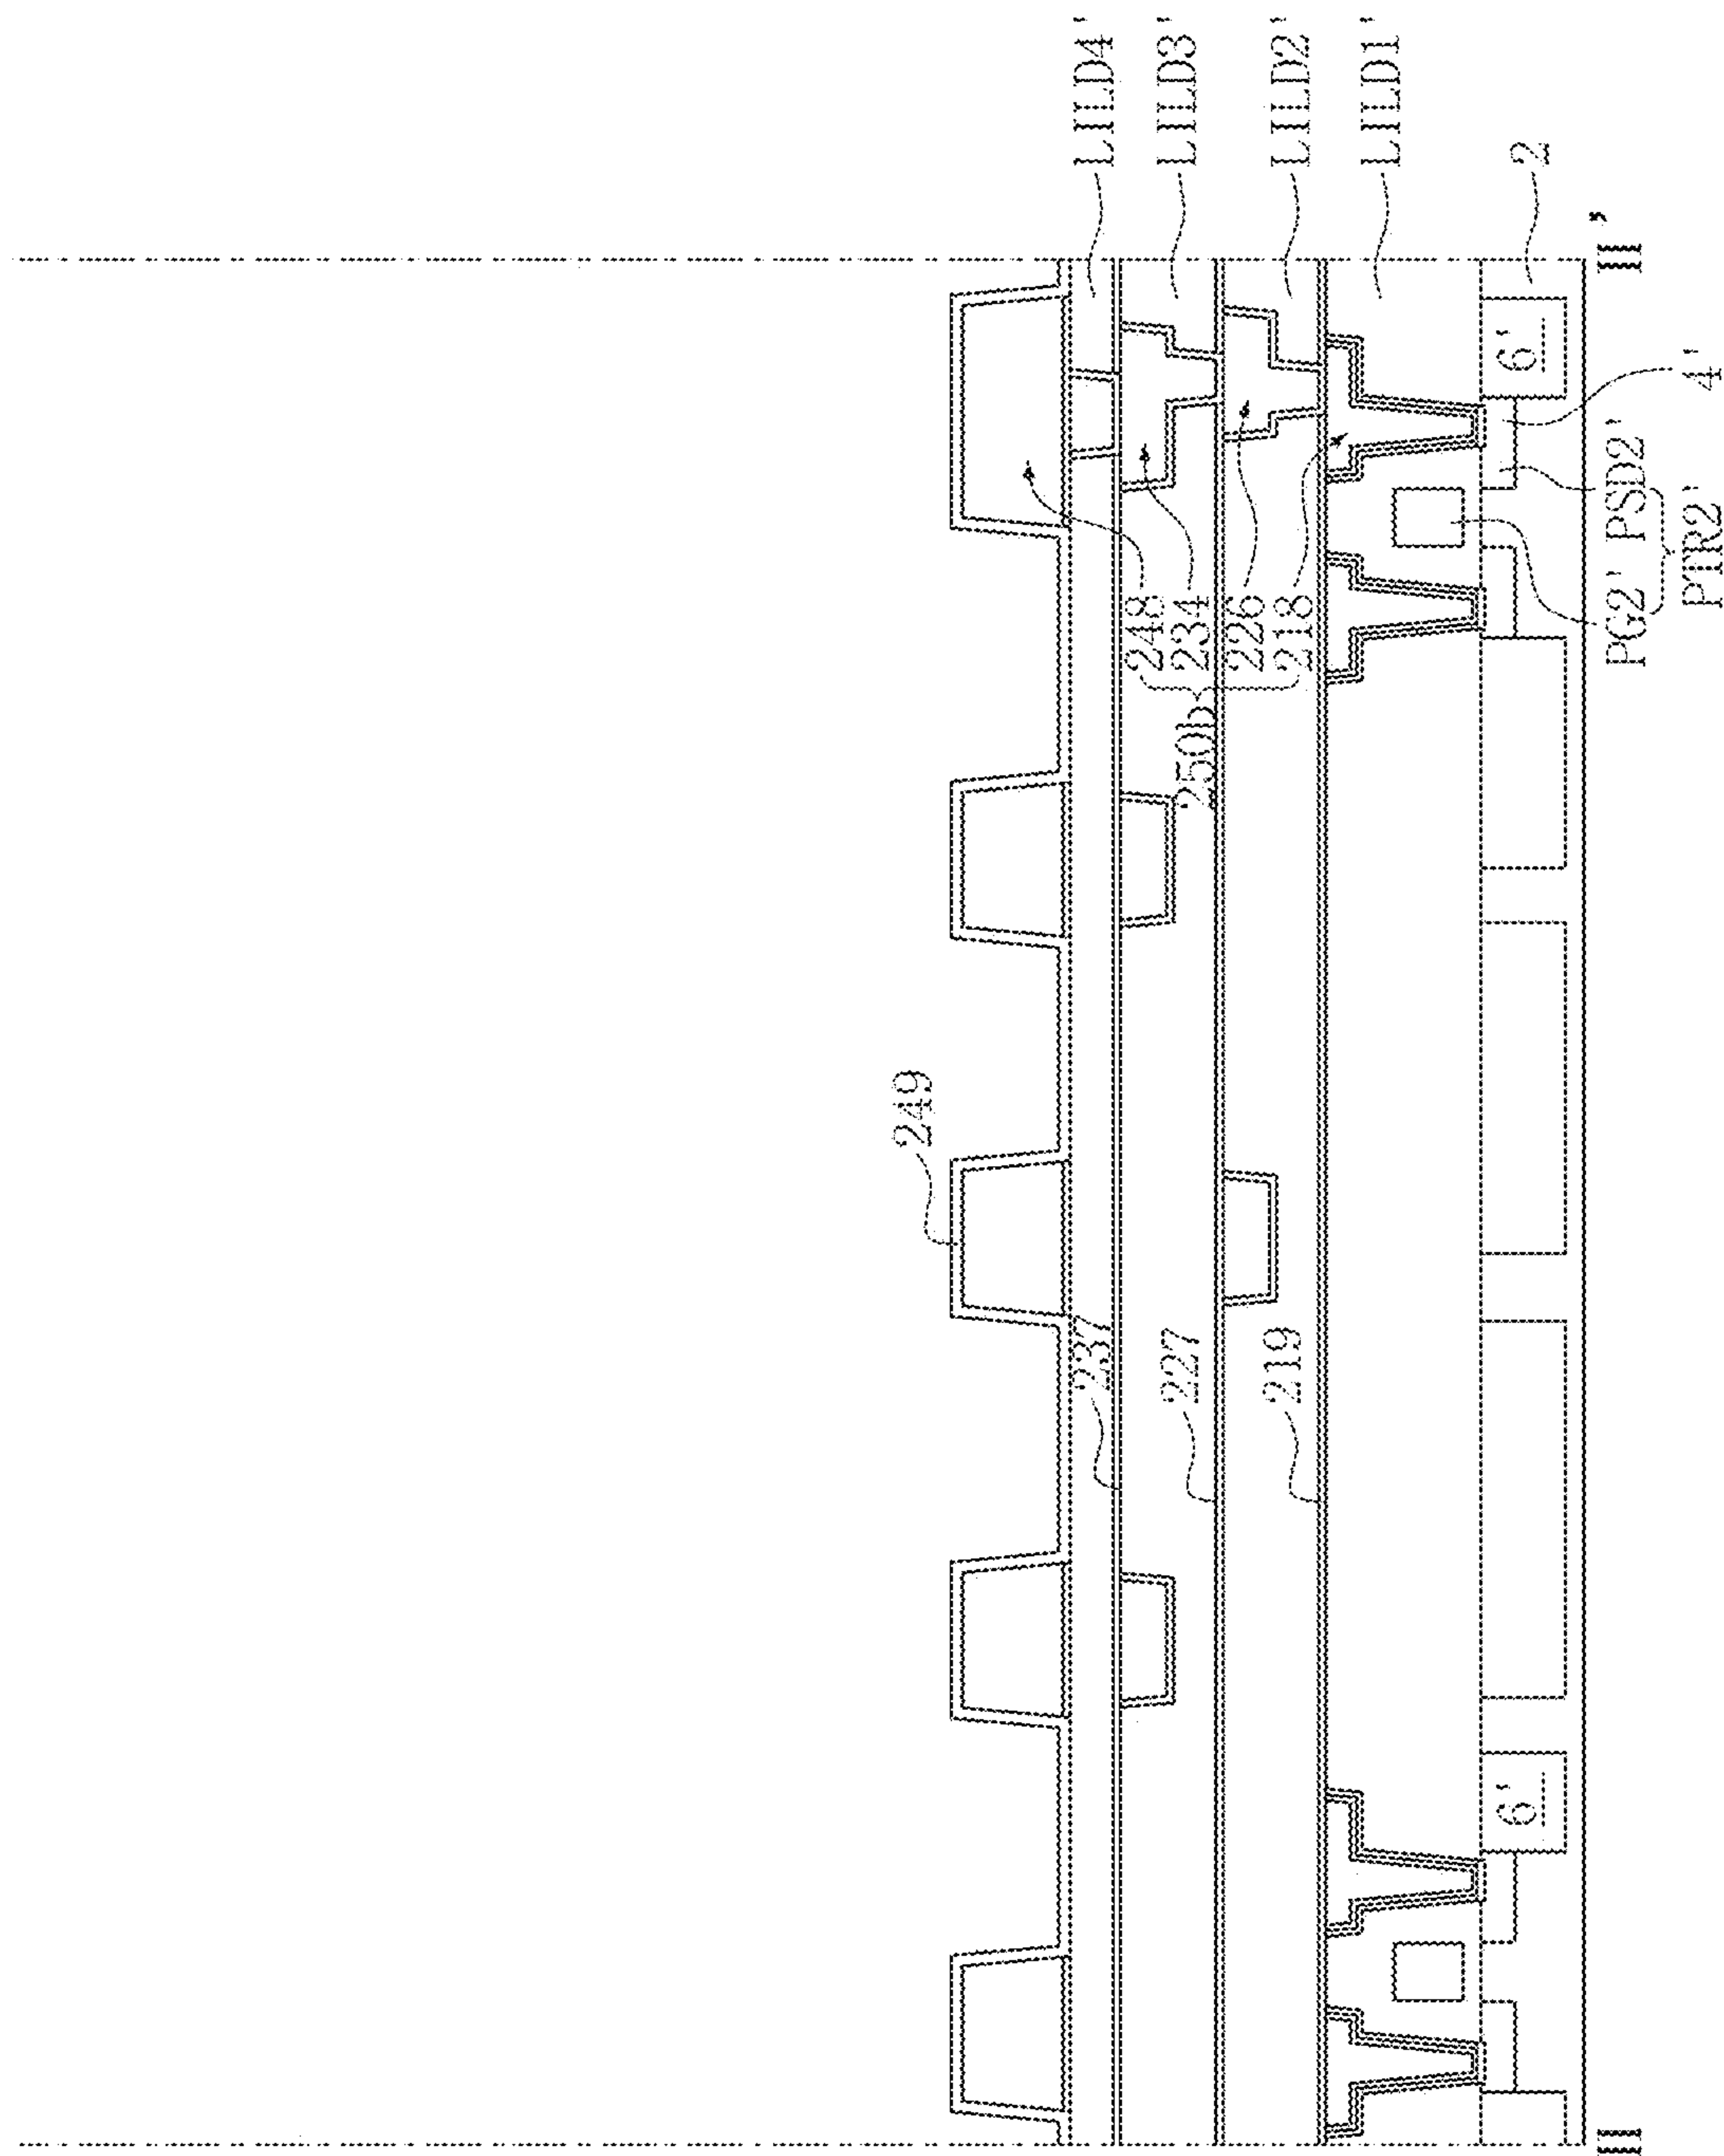 LILD4'
LILD3'
LILD2'
LILD1'
2
II'
6'
4'
PSD2'
PG2'
PTR2'
248
234
226
218
250b
249
237
227
219
6'
II